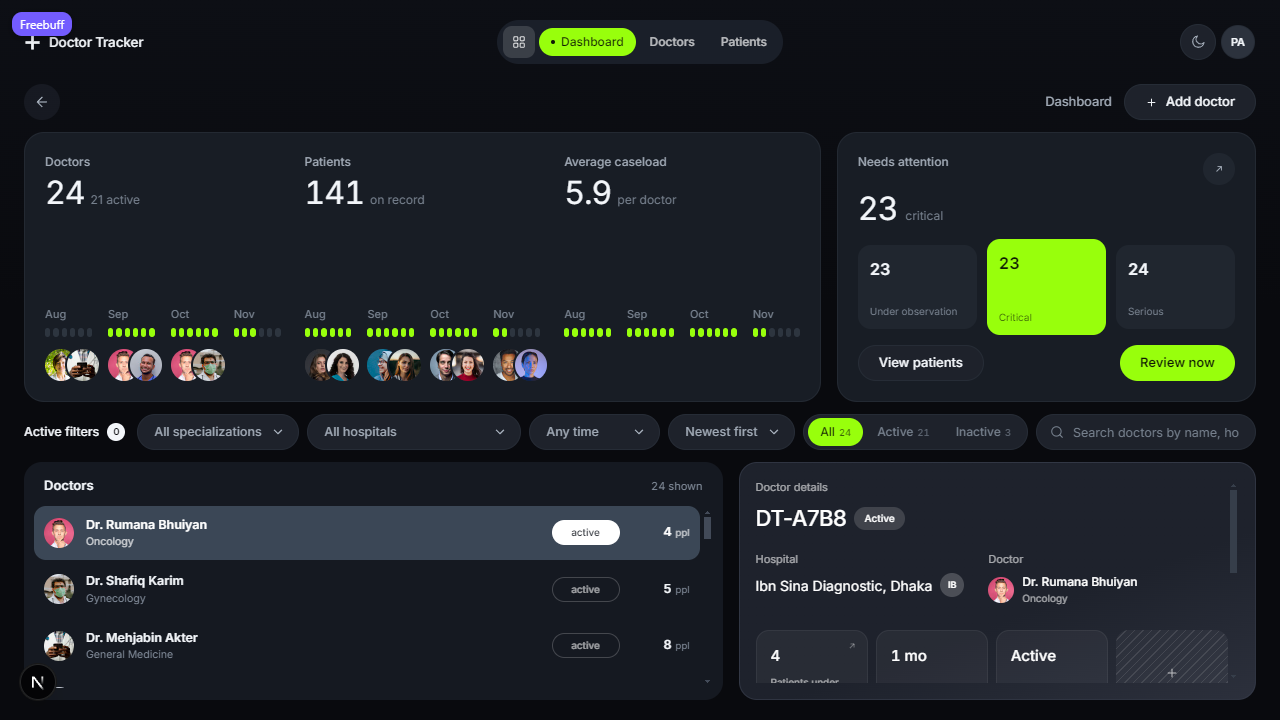 Freebuff
Doctor Tracker
Dashboard
Doctors
Patients
PA
Dashboard
+ Add doctor
Doctors
24 21 active
Patients
141 on record
Average caseload
5.9 per doctor
Aug Sep Oct Nov
Aug Sep Oct Nov
Aug Sep Oct Nov
Needs attention
23 critical
23
Under observation
23
Critical
24
Serious
View patients
Review now
Active filters 0
All specializations
All hospitals
Any time
Newest first
All 24
Active 21
Inactive 3
Search doctors by name, ho
Doctors
24 shown
Dr. Rumana Bhuiyan
Oncology
active
4 ppl
Dr. Shafiq Karim
Gynecology
active
5 ppl
Dr. Mehjabin Akter
General Medicine
active
8 ppl
N
Doctor details
DT-A7B8 Active
Hospital
Ibn Sina Diagnostic, Dhaka IB
Doctor
Dr. Rumana Bhuiyan
Oncology
4
Patients under
1 mo
Active
+